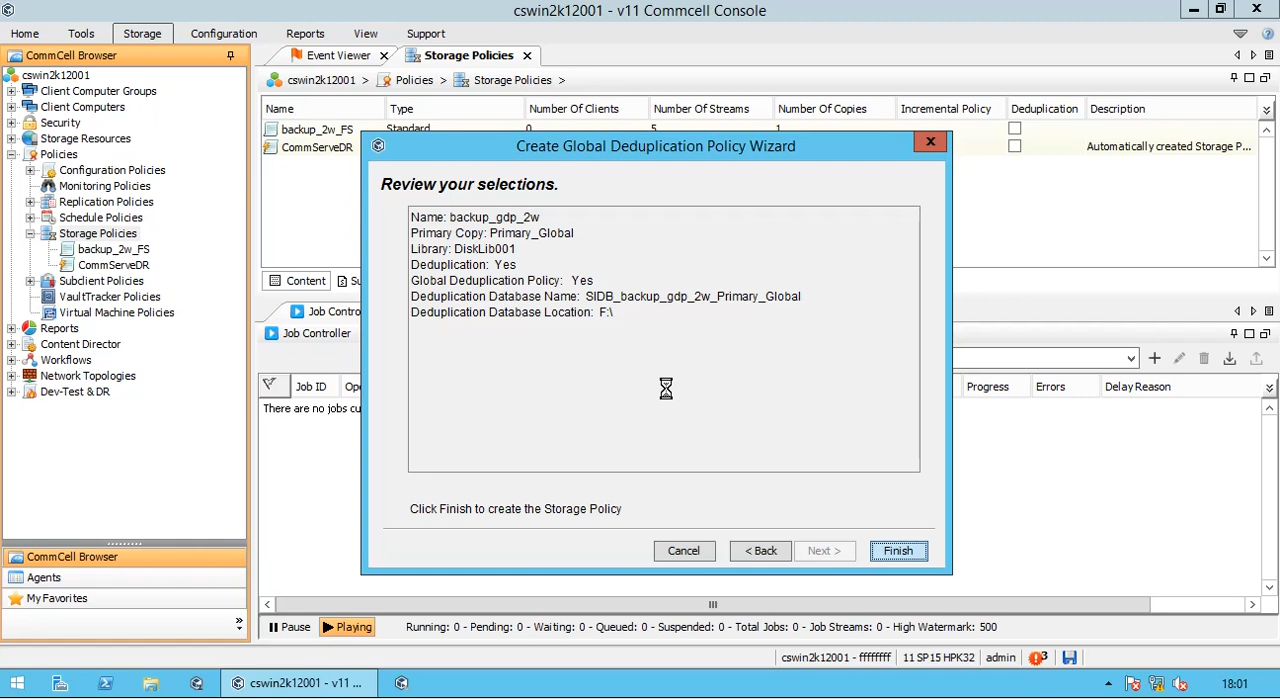 cswin2k12001 - v11 Commcell Console
Home Tools Storage Configuration Reports View Support
CommCell Browser
cswin2k12001
Client Computer Groups
Client Computers
Security
Storage Resources
Policies
Configuration Policies
Monitoring Policies
Replication Policies
Schedule Policies
Storage Policies
backup_2w_FS
CommServeDR
Subclient Policies
VaultTracker Policies
Virtual Machine Policies
Reports
Content Director
Workflows
Network Topologies
Dev-Test & DR
CommCell Browser
Agents
My Favorites
Event Viewer Storage Policies
cswin2k12001 > Policies > Storage Policies >
Name Type Number Of Clients Number Of Streams Number Of Copies Incremental Policy Deduplication Description
backup_2w_FS Standard 0 5 1
CommServeDR Automatically created Storage P...
Content Su
Job Contro
Job Controller
Job ID Ope Progress Errors Delay Reason
There are no jobs cu
Create Global Deduplication Policy Wizard
Review your selections.
Name: backup_gdp_2w
Primary Copy: Primary_Global
Library: DiskLib001
Deduplication: Yes
Global Deduplication Policy: Yes
Deduplication Database Name: SIDB_backup_gdp_2w_Primary_Global
Deduplication Database Location: F:\
Click Finish to create the Storage Policy
Cancel < Back Next > Finish
Pause Playing Running: 0 - Pending: 0 - Waiting: 0 - Queued: 0 - Suspended: 0 - Total Jobs: 0 - Job Streams: 0 - High Watermark: 500
cswin2k12001 - ffffffff 11 SP15 HPK32 admin 3
cswin2k12001 - v11 ... 18:01